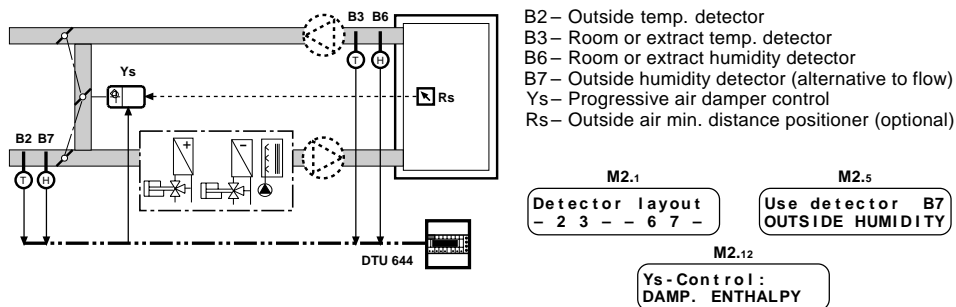 B3 B6
T H
Ys
Rs
B2 B7
T H
+ −
DTU 644
B2– Outside temp. detector
B3– Room or extract temp. detector
B6– Room or extract humidity detector
B7– Outside humidity detector (alternative to flow)
Ys– Progressive air damper control
Rs– Outside air min. distance positioner (optional)
M2.1
Detector layout
– 2 3 – – 6 7 –
M2.5
Use detector B7
OUTSIDE HUMIDITY
M2.12
Ys-Control:
DAMP. ENTHALPY